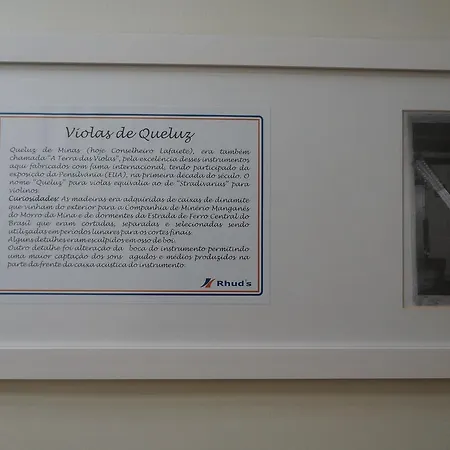 Violas de Queluz
Queluz de Minas (hoje Conselheiro Lafaiete), era também
chamada "A Terra das Violas", pela excelência desses instrumentos
aqui fabricados com fama internacional, tendo participado da
exposição da Pensilvânia (EUA), na primeira década do século. O
nome "Queluz" para violas equivalia ao de "Stradivarius" para
violinos.
Curiosidades: As madeiras eram adquiridas de caixas de dinamite
que vinham do exterior para a Companhia de Minério Manganês
do Morro da Mina e de dormentes da Estrada de Ferro Central do
Brasil que eram cortadas, separadas e selecionadas sendo
utilizadas em períodos lunares para os cortes finais.
Alguns detalhes eram esculpidos em osso de boi.
Outro detalhe foi alteração da boca do instrumento permitindo
uma maior captação dos sons agudos e médios produzidos na
parte da frente da caixa acústica do instrumento.
Rhud's